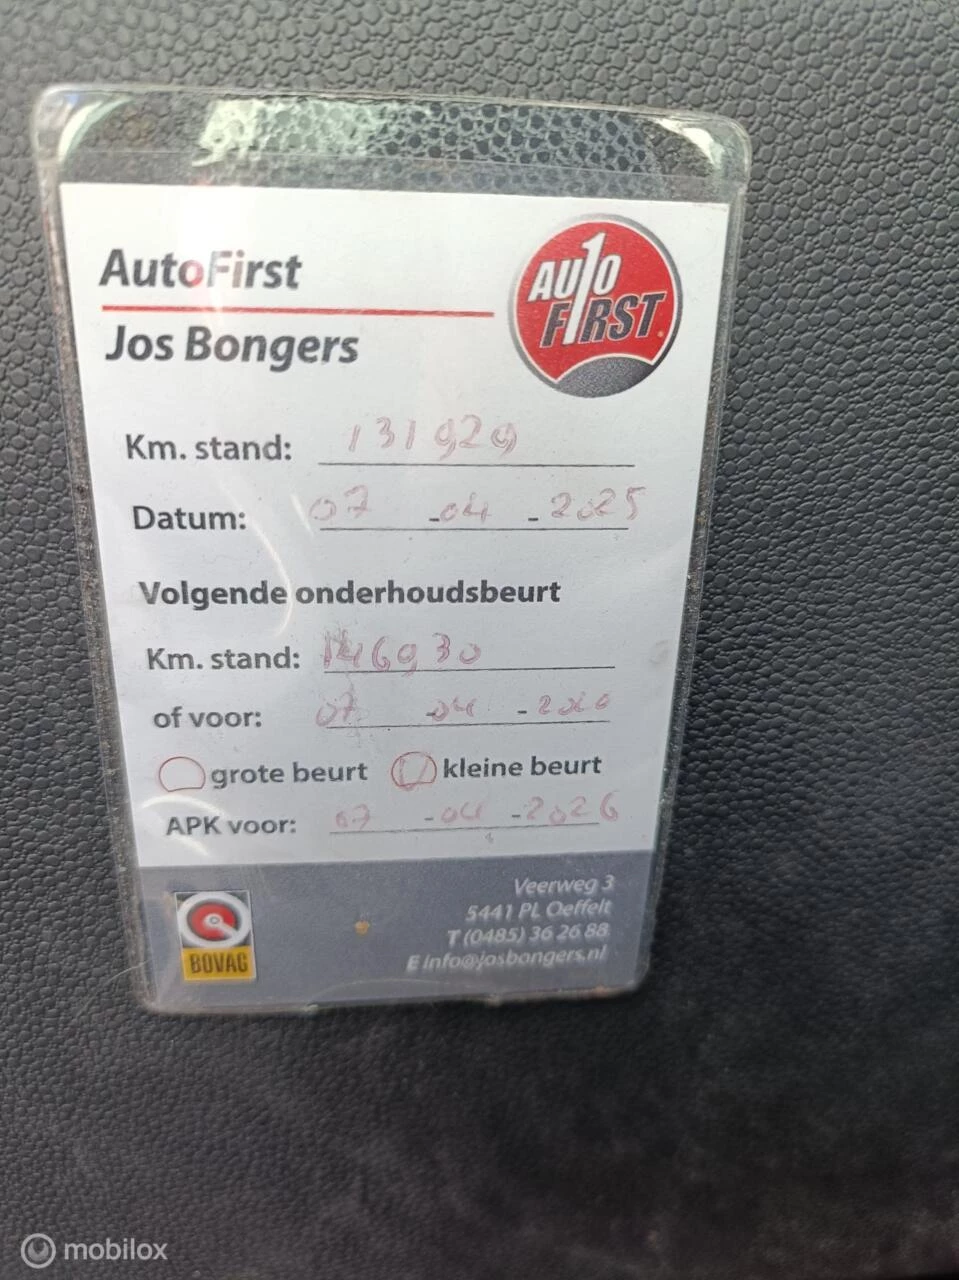 AutoFirst
Jos Bongers
AUTO
FIRST
Km. stand: 131929
Datum: 07 -04 - 2025
Volgende onderhoudsbeurt
Km. stand: 146930
of voor: 07 -04 -
grote beurt kleine beurt
APK voor: 07 -04 -2026
BOVAG
Veerweg 3
5441 PL Oeffelt
T (0485) 36 26 88
E info@josbongers.nl
mobilox